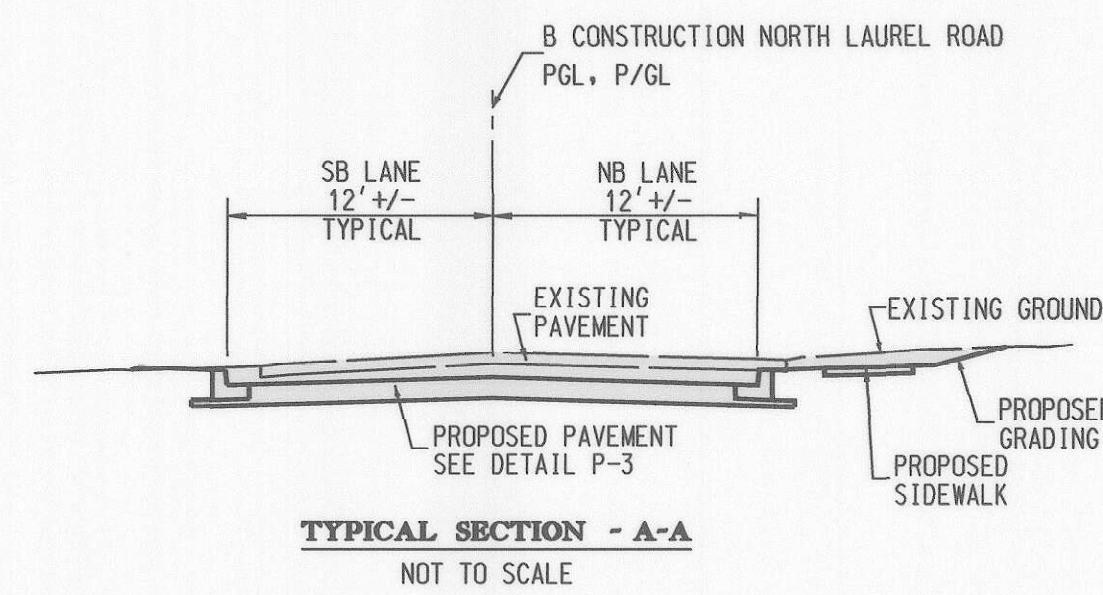 B CONSTRUCTION NORTH LAUREL ROAD
PGL, P/GL
SB LANE
12'+/-
TYPICAL
NB LANE
12'+/-
TYPICAL
EXISTING
PAVEMENT
EXISTING GROUND
PROPOSED PAVEMENT
SEE DETAIL P-3
PROPOSED
GRADING
PROPOSED
SIDEWALK
TYPICAL SECTION - A-A
NOT TO SCALE